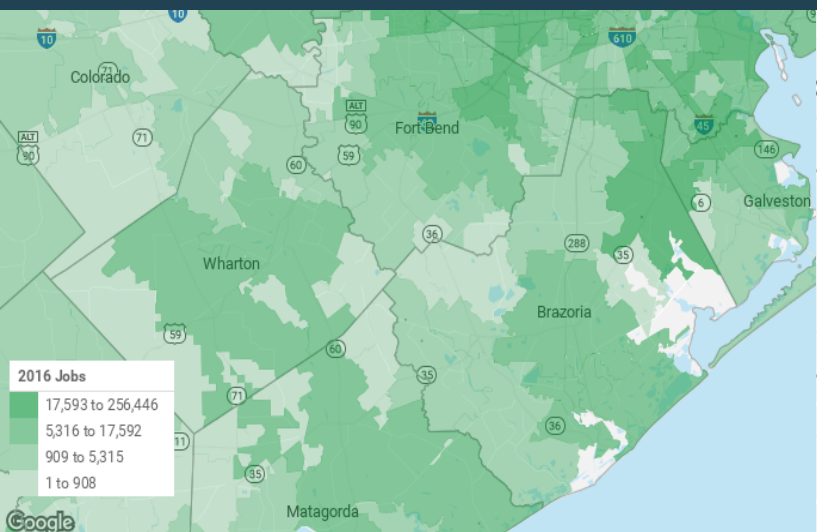 10
10
610
71
Colorado
ALT
90
Fort Bend
45
71
ALT
90
59
146
60
6
Galveston
36
288
35
Wharton
Brazoria
59
60
35
2016 Jobs
17,593 to 256,446
5,316 to 17,592
909 to 5,315
1 to 908
71
36
11
35
Matagorda
Google